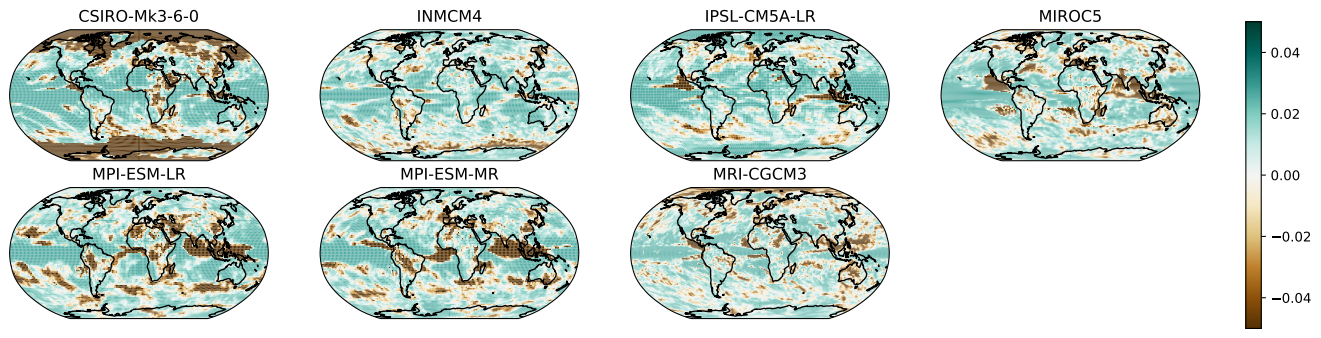 CSIRO-Mk3-6-0
INMCM4
IPSL-CM5A-LR
MIROC5
MPI-ESM-LR
MPI-ESM-MR
MRI-CGCM3
0.04
0.02
0.00
−0.02
−0.04